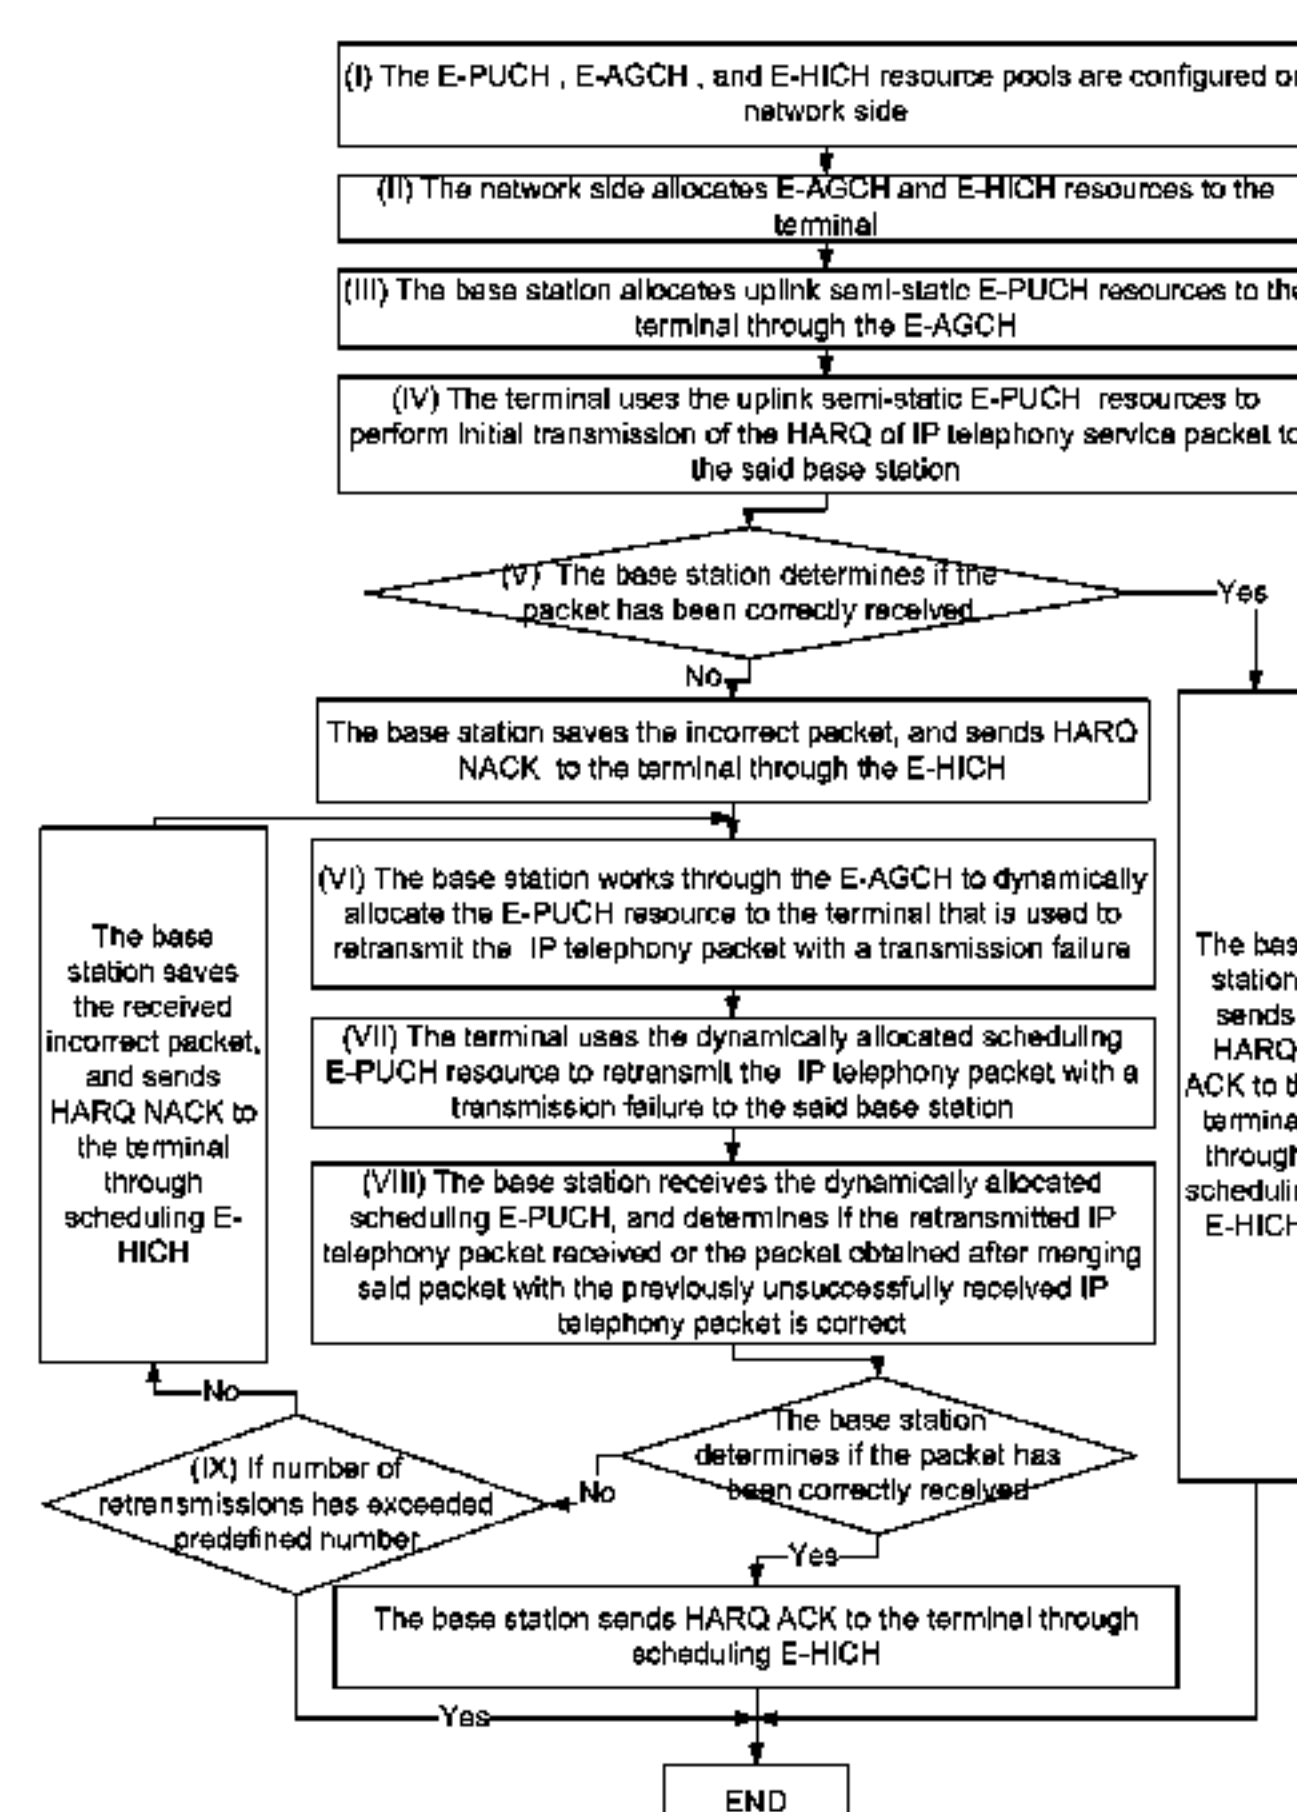 (I) The E-PUCH , E-AGCH , and E-HICH resource pools are configured on
network side
(II) The network side allocates E-AGCH and E-HICH resources to the
terminal
(III) The base station allocates uplink semi-static E-PUCH resources to the
terminal through the E-AGCH
(IV) The terminal uses the uplink semi-static E-PUCH resources to
perform initial transmission of the HARQ of IP telephony service packet to
the said base station
(V) The base station determines if the
packet has been correctly received
Yes
No
The base station saves the incorrect packet, and sends HARQ
NACK to the terminal through the E-HICH
(VI) The base station works through the E-AGCH to dynamically
allocate the E-PUCH resource to the terminal that is used to
retransmit the IP telephony packet with a transmission failure
(VII) The terminal uses the dynamically allocated scheduling
E-PUCH resource to retransmit the IP telephony packet with a
transmission failure to the said base station
(VIII) The base station receives the dynamically allocated
scheduling E-PUCH, and determines if the retransmitted IP
telephony packet received or the packet obtained after merging
said packet with the previously unsuccessfully received IP
telephony packet is correct
The base
station saves
the received
incorrect packet,
and sends
HARQ NACK to
the terminal
through
scheduling E-
HICH
The base
station
sends
HARQ
ACK to the
terminal
through
scheduling
E-HICH
No
The base station
determines if the packet has
been correctly received
(IX) If number of
retransmissions has exceeded
predefined number
No
Yes
The base station sends HARQ ACK to the terminal through
scheduling E-HICH
Yes
END